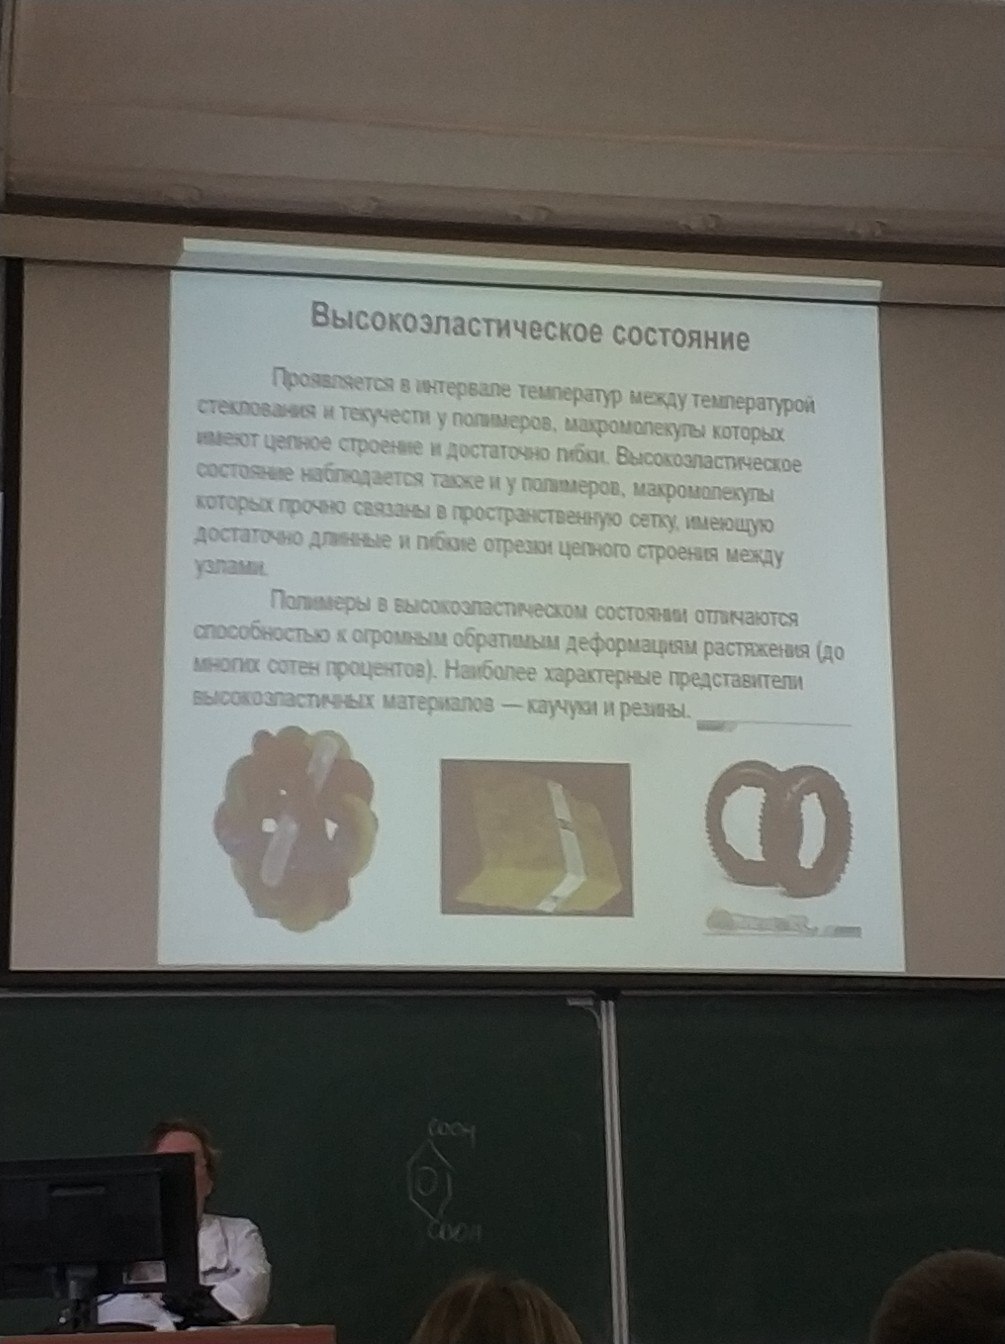 Высокоэластическое состояние
Проявляется в интервале температур между температурой
стеклования и текучести у полимеров, макромолекулы которых
имеют цепное строение и достаточно гибки. Высокоэластическое
состояние наблюдается также и у полимеров, макромолекулы
которых прочно связаны в пространственную сетку, имеющую
достаточно длинные и гибкие отрезки цепного строения между
узлами.
Полимеры в высокоэластическом состоянии отличаются
способностью к огромным обратимым деформациям растяжения (до
многих сотен процентов). Наиболее характерные представители
высокоэластичных материалов — каучуки и резины.
COOH
COOH